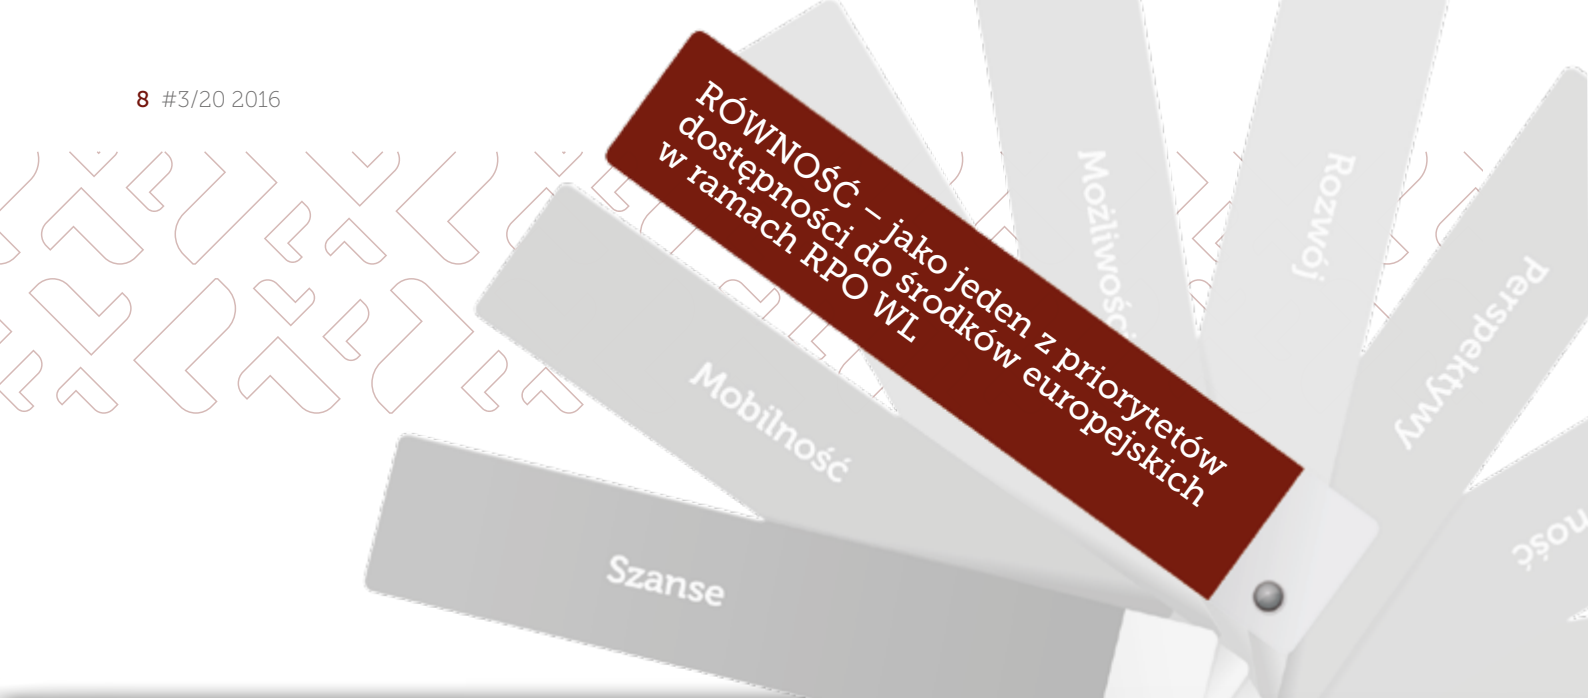 8 #3/20 2016
RÓWNOŚĆ – jako jeden z priorytetów
dostępności do środków europejskich
w ramach RPO WL
Możliwości
Rozwój
Perspektywy
Mobilność
Szanse